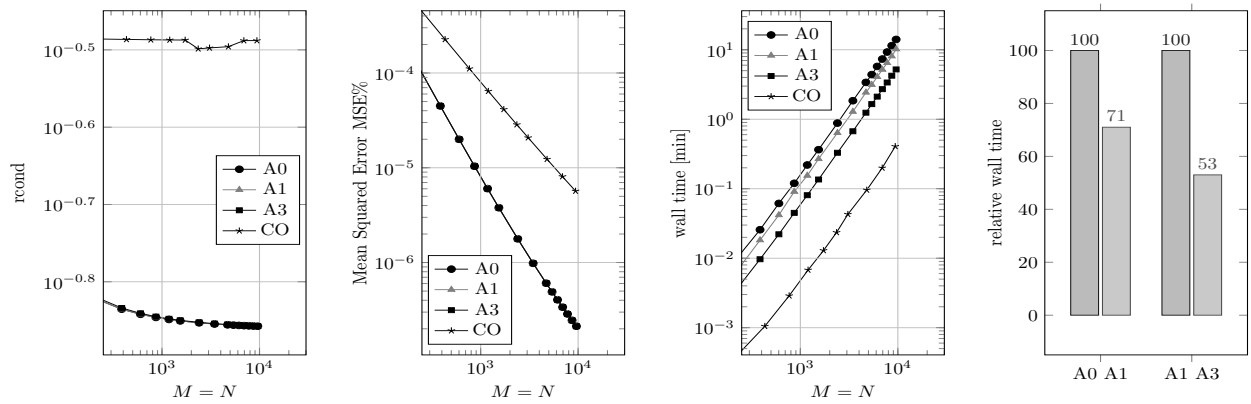 rcond
10^−0.5
10^−0.6
10^−0.7
10^−0.8
A0
A1
A3
CO
10^3
10^4
M = N
Mean Squared Error MSE%
10^−4
10^−5
10^−6
A0
A1
A3
CO
10^3
10^4
M = N
wall time [min]
10^1
10^0
10^−1
10^−2
10^−3
A0
A1
A3
CO
10^3
10^4
M = N
relative wall time
100
80
60
40
20
0
100
71
100
53
A0 A1
A1 A3